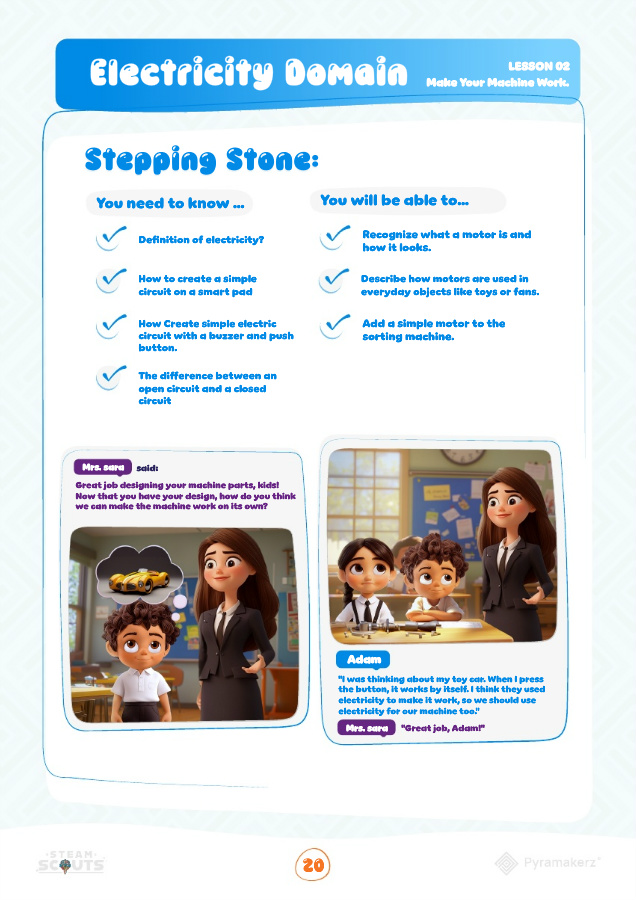 Electricity Domain
LESSON 02
Make Your Machine Work.
Stepping Stone:
You need to know ...
Definition of electricity?
How to create a simple
circuit on a smart pad
How Create simple electric
circuit with a buzzer and push
button.
The difference between an
open circuit and a closed
circuit
You will be able to...
Recognize what a motor is and
how it looks.
Describe how motors are used in
everyday objects like toys or fans.
Add a simple motor to the
sorting machine.
Mrs. sara said:
Great job designing your machine parts, kids!
Now that you have your design, how do you think
we can make the machine work on its own?
Adam
"I was thinking about my toy car. When I press
the button, it works by itself. I think they used
electricity to make it work, so we should use
electricity for our machine too."
Mrs. sara "Great job, Adam!"
STEAM
SCOUTS
20
Pyramakerz